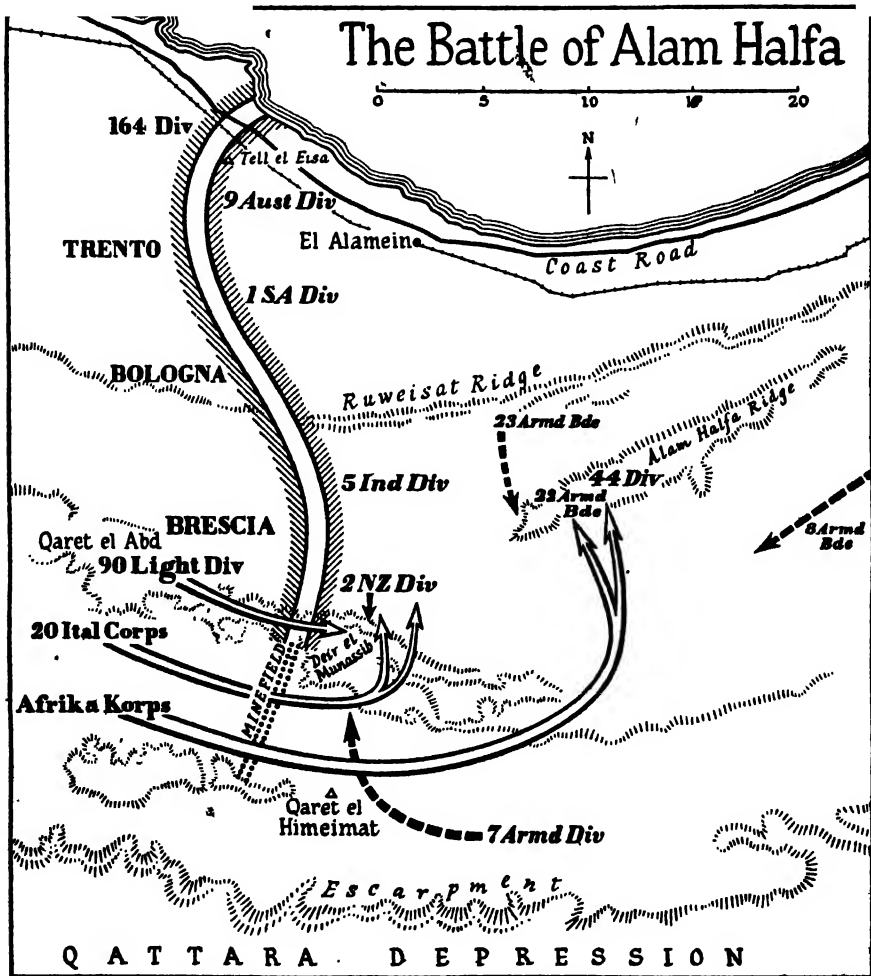 The Battle of Alam Halfa
0 5 10 15 20
N
164 Div
Tell el Eisa
9 Aust Div
El Alamein
Coast Road
TRENTO
1 SA Div
BOLOGNA
Ruweisat Ridge
23 Armd Bde
Alam Halfa Ridge
44 Div
22 Armd
Bde
8 Armd
Bde
5 Ind Div
BRESCIA
Qaret el Abd
90 Light Div
2 NZ Div
20 Ital Corps
Deir el
Munassib
MINEFIELD
Afrika Korps
Qaret el
Himeimat
7 Armd Div
Escarpment
QATTARA DEPRESSION